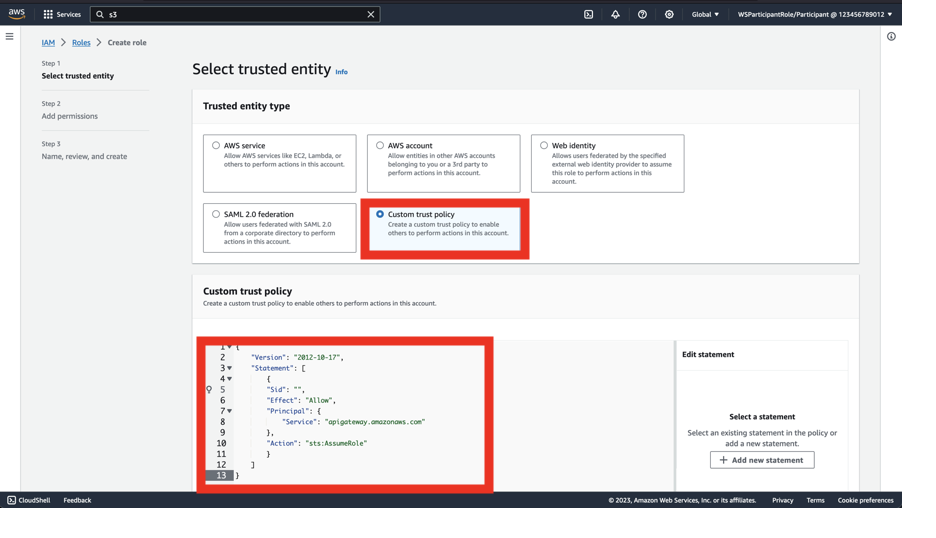 aws
Services
s3
Global
WSParticipantRole/Participant @ 123456789012
IAM
Roles
Create role
Step 1
Select trusted entity
Step 2
Add permissions
Step 3
Name, review, and create
Select trusted entity Info
Trusted entity type
AWS service
Allow AWS services like EC2, Lambda, or
others to perform actions in this account.
AWS account
Allow entities in other AWS accounts
belonging to you or a 3rd party to
perform actions in this account.
Web identity
Allows users federated by the specified
external web identity provider to assume
this role to perform actions in this
account.
SAML 2.0 federation
Allow users federated with SAML 2.0
from a corporate directory to perform
actions in this account.
Custom trust policy
Create a custom trust policy to enable
others to perform actions in this account.
Custom trust policy
Create a custom trust policy to enable others to perform actions in this account.
1 {
2 "Version": "2012-10-17",
3 "Statement": [
4 {
5 "Sid": "",
6 "Effect": "Allow",
7 "Principal": {
8 "Service": "apigateway.amazonaws.com"
9 },
10 "Action": "sts:AssumeRole"
11 }
12 ]
13 }
Edit statement
Select a statement
Select an existing statement in the policy or
add a new statement.
+ Add new statement
CloudShell
Feedback
© 2023, Amazon Web Services, Inc. or its affiliates.
Privacy
Terms
Cookie preferences